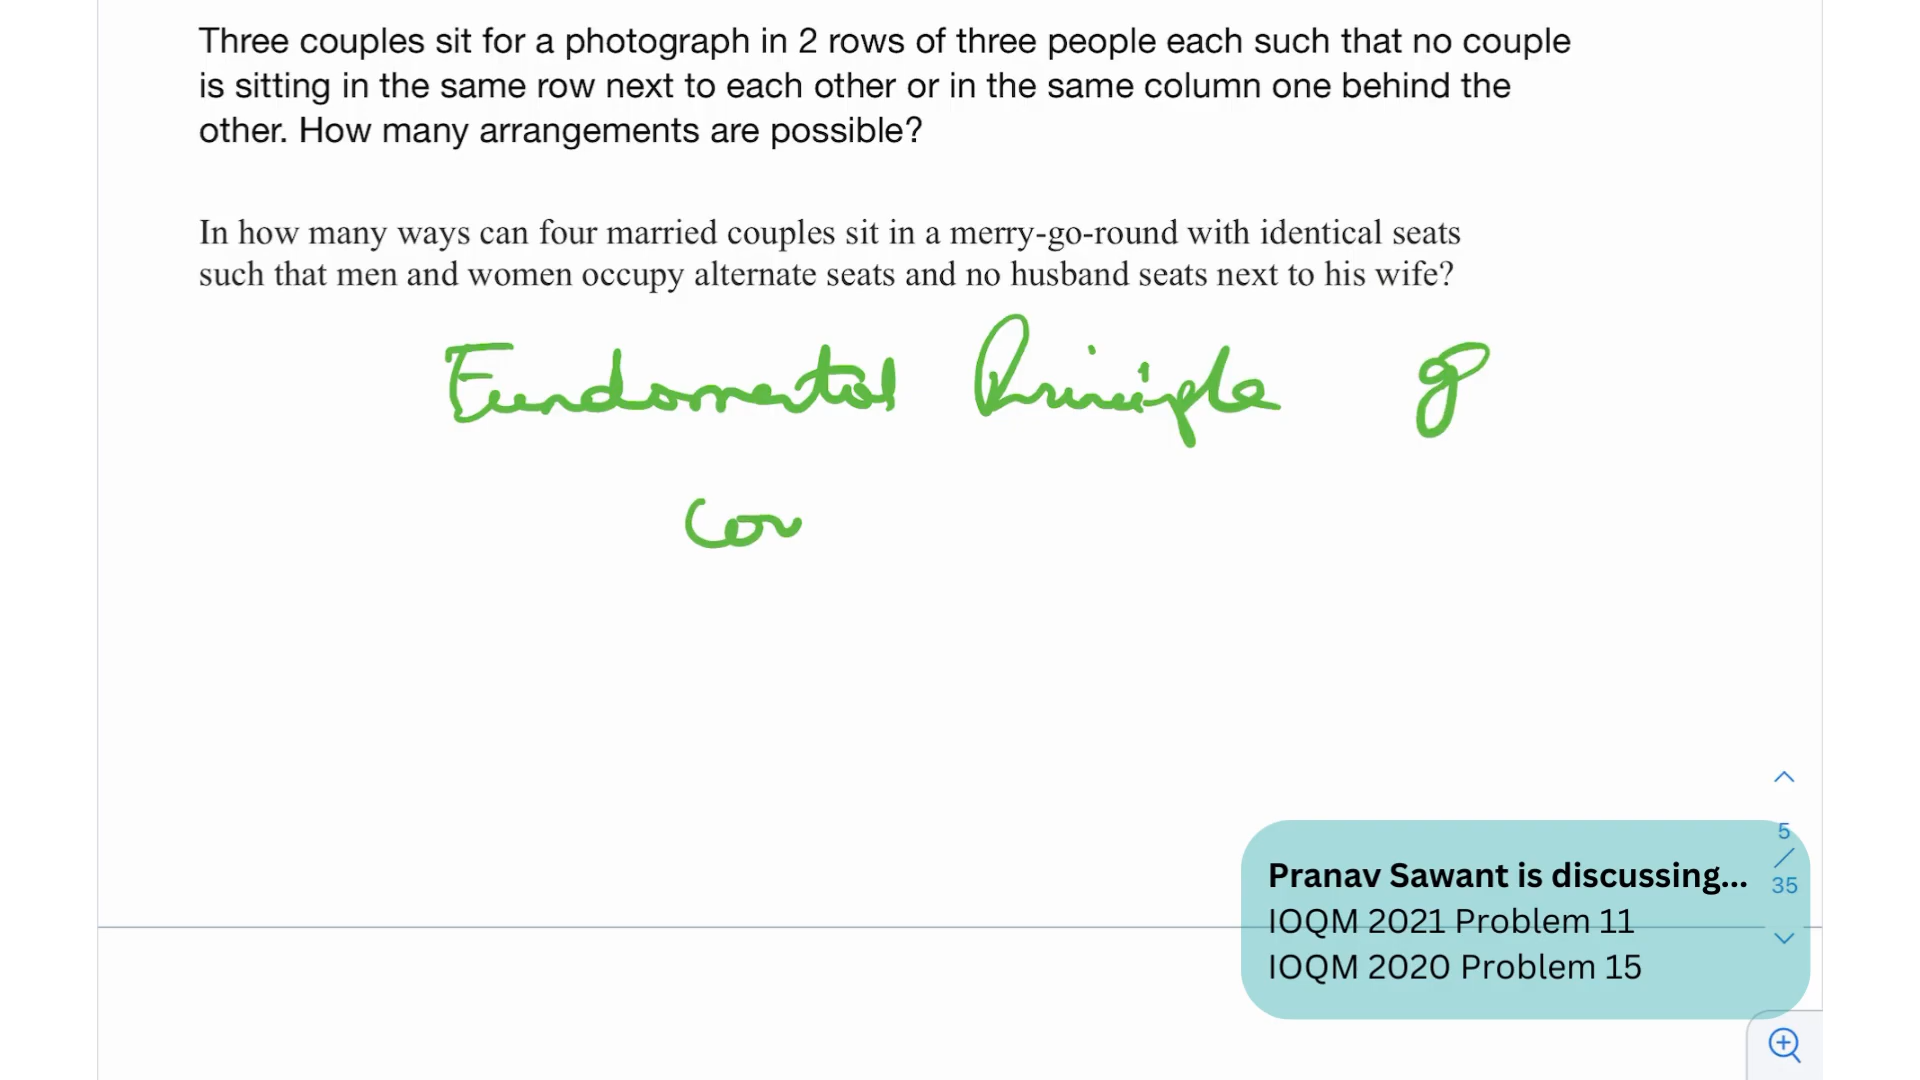 Three couples sit for a photograph in 2 rows of three people each such that no couple
is sitting in the same row next to each other or in the same column one behind the
other. How many arrangements are possible?
In how many ways can four married couples sit in a merry-go-round with identical seats
such that men and women occupy alternate seats and no husband seats next to his wife?
Fundamental Principle of
Cou
5
/
35
Pranav Sawant is discussing...
IOQM 2021 Problem 11
IOQM 2020 Problem 15